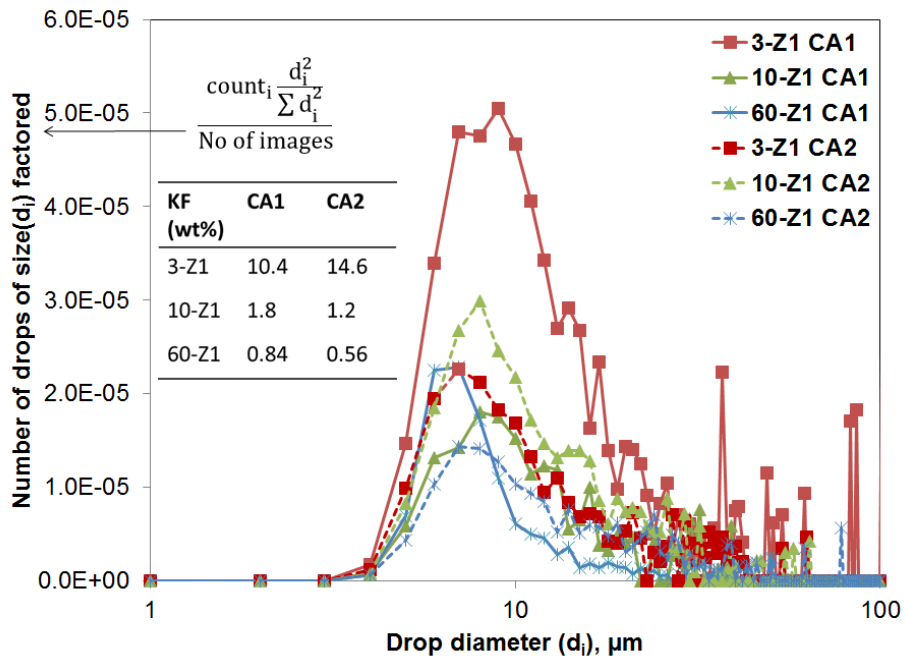 6.0E-05
5.0E-05
4.0E-05
3.0E-05
2.0E-05
1.0E-05
0.0E+00
Number of drops of size(dᵢ) factored
countᵢ dᵢ²/∑ dᵢ²
No of images
KF (wt%) CA1 CA2
3-Z1 10.4 14.6
10-Z1 1.8 1.2
60-Z1 0.84 0.56
3-Z1 CA1
10-Z1 CA1
60-Z1 CA1
3-Z1 CA2
10-Z1 CA2
60-Z1 CA2
1 10 100
Drop diameter (dᵢ), µm